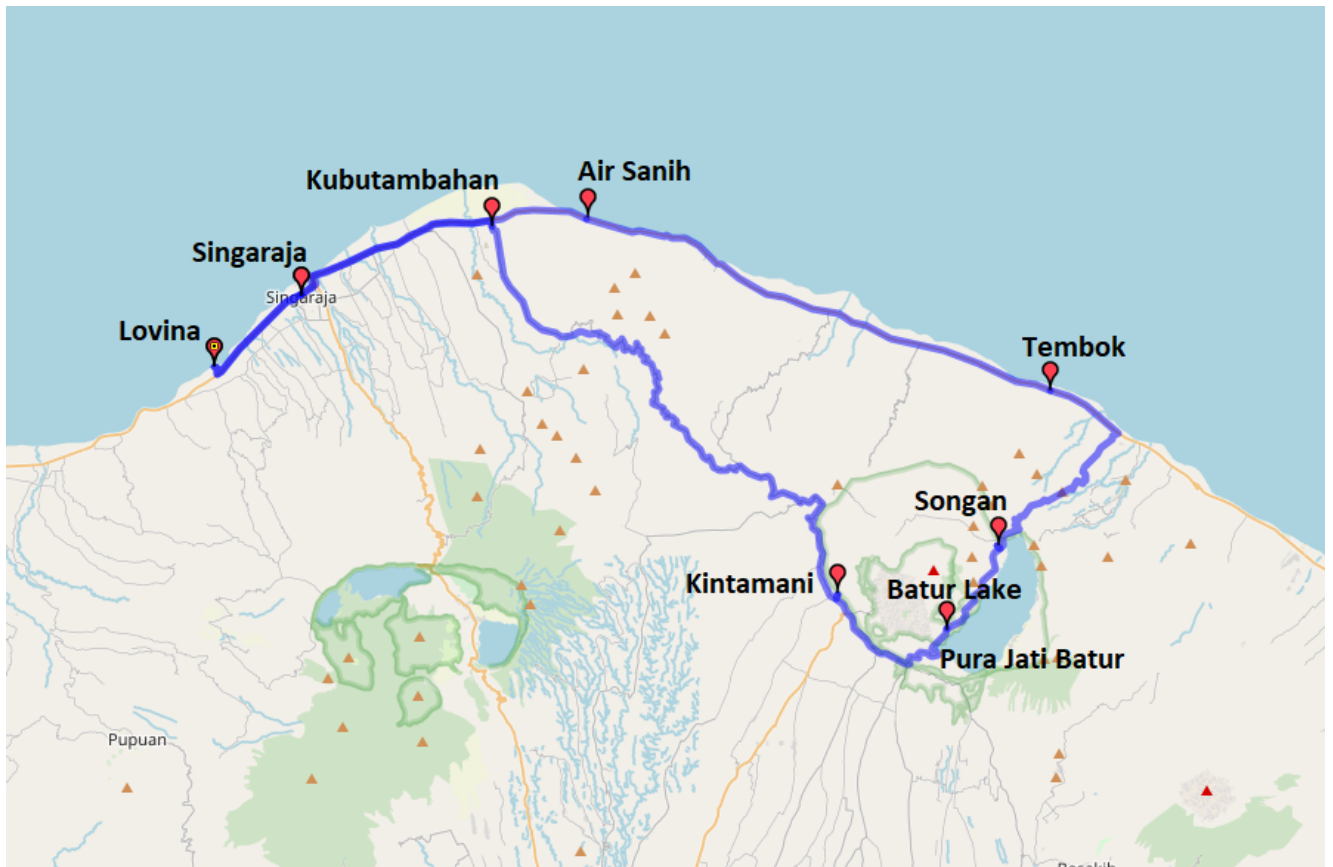 Air Sanih
Kubutambahan
Singaraja
Singaraja
Lovina
Tembok
Songan
Kintamani
Batur Lake
Pura Jati Batur
Pupuan